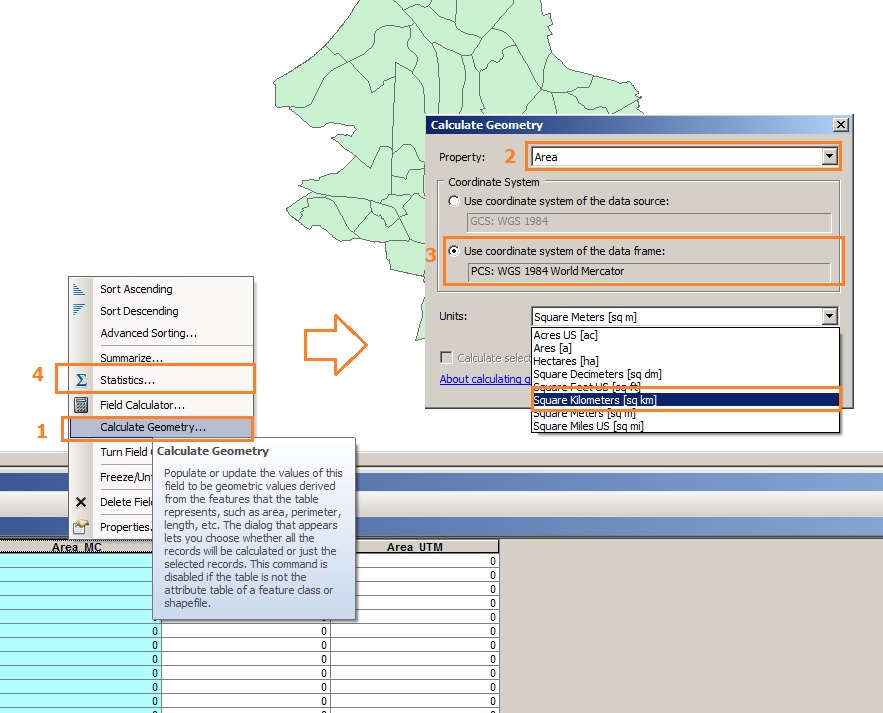 Calculate Geometry
Property:
2
Area
Coordinate System
Use coordinate system of the data source:
GCS: WGS 1984
3
Use coordinate system of the data frame:
PCS: WGS 1984 World Mercator
Units:
Square Meters [sq m]
Acres US [ac]
Ares [a]
Hectares [ha]
Square Decimeters [sq dm]
Square Feet US [sq ft]
Square Kilometers [sq km]
Square Meters [sq m]
Square Miles US [sq mi]
Calculate selec
About calculating g
Sort Ascending
Sort Descending
Advanced Sorting...
Summarize...
4
Σ Statistics...
Field Calculator...
1
Calculate Geometry...
Turn Field
Freeze/Unf
Delete Field
Properties.
Calculate Geometry
Populate or update the values of this
field to be geometric values derived
from the features that the table
represents, such as area, perimeter,
length, etc. The dialog that appears
lets you choose whether all the
records will be calculated or just the
selected records. This command is
disabled if the table is not the
attribute table of a feature class or
shapefile.
Area_MC Area_UTM
0
0
0
0
0
0 0 0
0 0 0
0 0 0
0 0 0
0 0 0
0 0 0